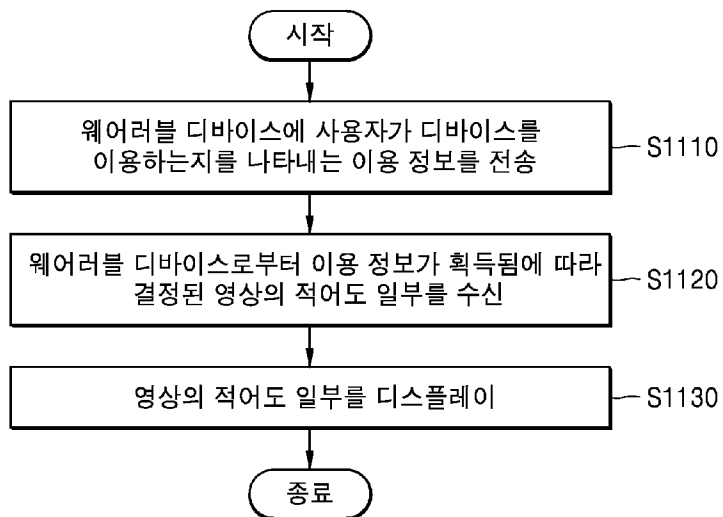 시작
웨어러블 디바이스에 사용자가 디바이스를
이용하는지를 나타내는 이용 정보를 전송
S1110
웨어러블 디바이스로부터 이용 정보가 획득됨에 따라
결정된 영상의 적어도 일부를 수신
S1120
영상의 적어도 일부를 디스플레이
S1130
종료